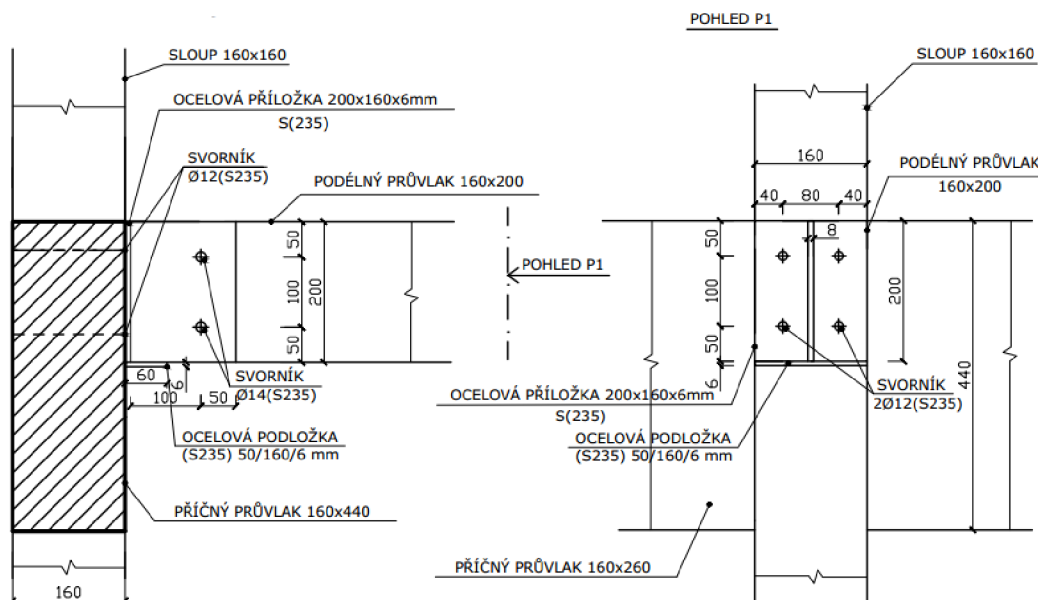 POHLED P1
SLOUP 160x160
OCELOVÁ PŘÍLOŽKA 200x160x6mm
S(235)
SVORNÍK
Ø12(S235)
PODÉLNÝ PRŮVLAK 160x200
50
100
200
50
POHLED P1
60
6
100
50
SVORNÍK
Ø14(S235)
OCELOVÁ PODLOŽKA
(S235) 50/160/6 mm
PŘÍČNÝ PRŮVLAK 160x440
160
SLOUP 160x160
160
PODÉLNÝ PRŮVLAK
160x200
40
80
40
50
8
100
200
50
6
440
SVORNÍK
2Ø12(S235)
OCELOVÁ PŘÍLOŽKA 200x160x6mm
S(235)
OCELOVÁ PODLOŽKA
(S235) 50/160/6 mm
PŘÍČNÝ PRŮVLAK 160x260